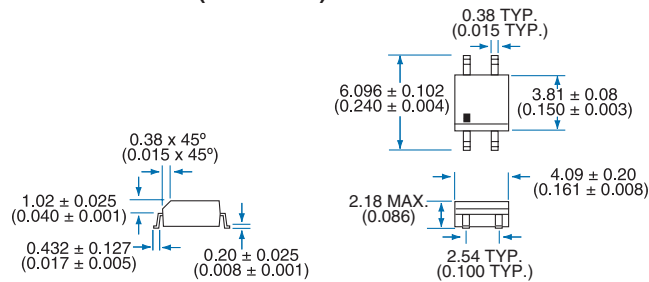 0.38 TYP.
(0.015 TYP.)
6.096 ± 0.102
(0.240 ± 0.004)
3.81 ± 0.08
(0.150 ± 0.003)
0.38 x 45º
(0.015 x 45º)
1.02 ± 0.025
(0.040 ± 0.001)
0.432 ± 0.127
(0.017 ± 0.005)
0.20 ± 0.025
(0.008 ± 0.001)
4.09 ± 0.20
(0.161 ± 0.008)
2.18 MAX.
(0.086)
2.54 TYP.
(0.100 TYP.)